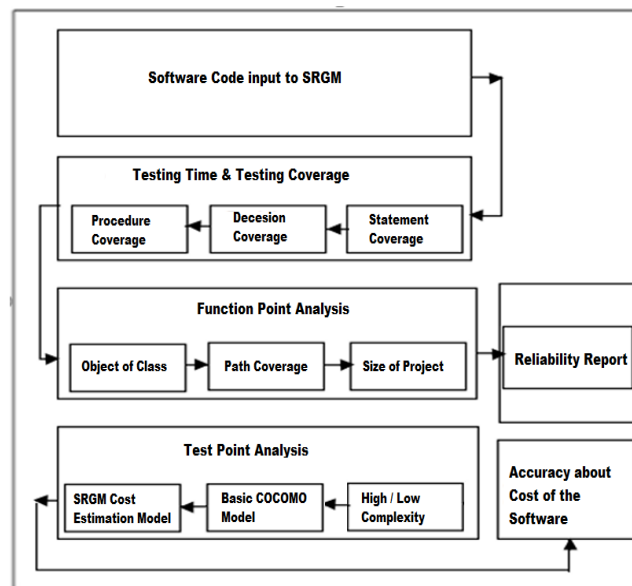 Software Code input to SRGM
Testing Time & Testing Coverage
Procedure
Coverage
Decesion
Coverage
Statement
Coverage
Function Point Analysis
Object of Class
Path Coverage
Size of Project
Reliability Report
Test Point Analysis
SRGM Cost
Estimation Model
Basic COCOMO
Model
High / Low
Complexity
Accuracy about
Cost of the
Software